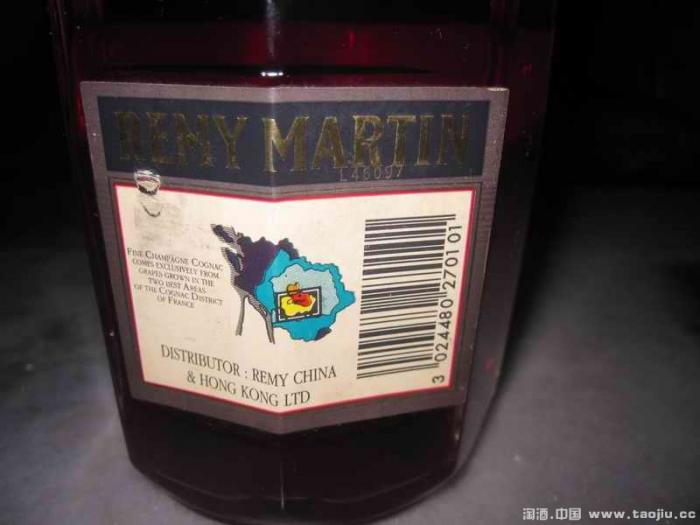 REMY MARTIN
L46097
FINE CHAMPAGNE COGNAC
COMES EXCLUSIVELY FROM
GRAPES GROWN IN THE
TWO BEST AREAS
OF THE COGNAC DISTRICT
OF FRANCE
DISTRIBUTOR : REMY CHINA
& HONG KONG LTD
3 024480 270101
淘酒.中国 www.taojiu.cc